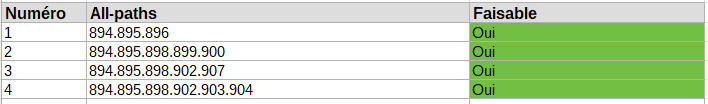 Numéro All-paths Faisable
1 894.895.896 Oui
2 894.895.898.899.900 Oui
3 894.895.898.902.907 Oui
4 894.895.898.902.903.904 Oui